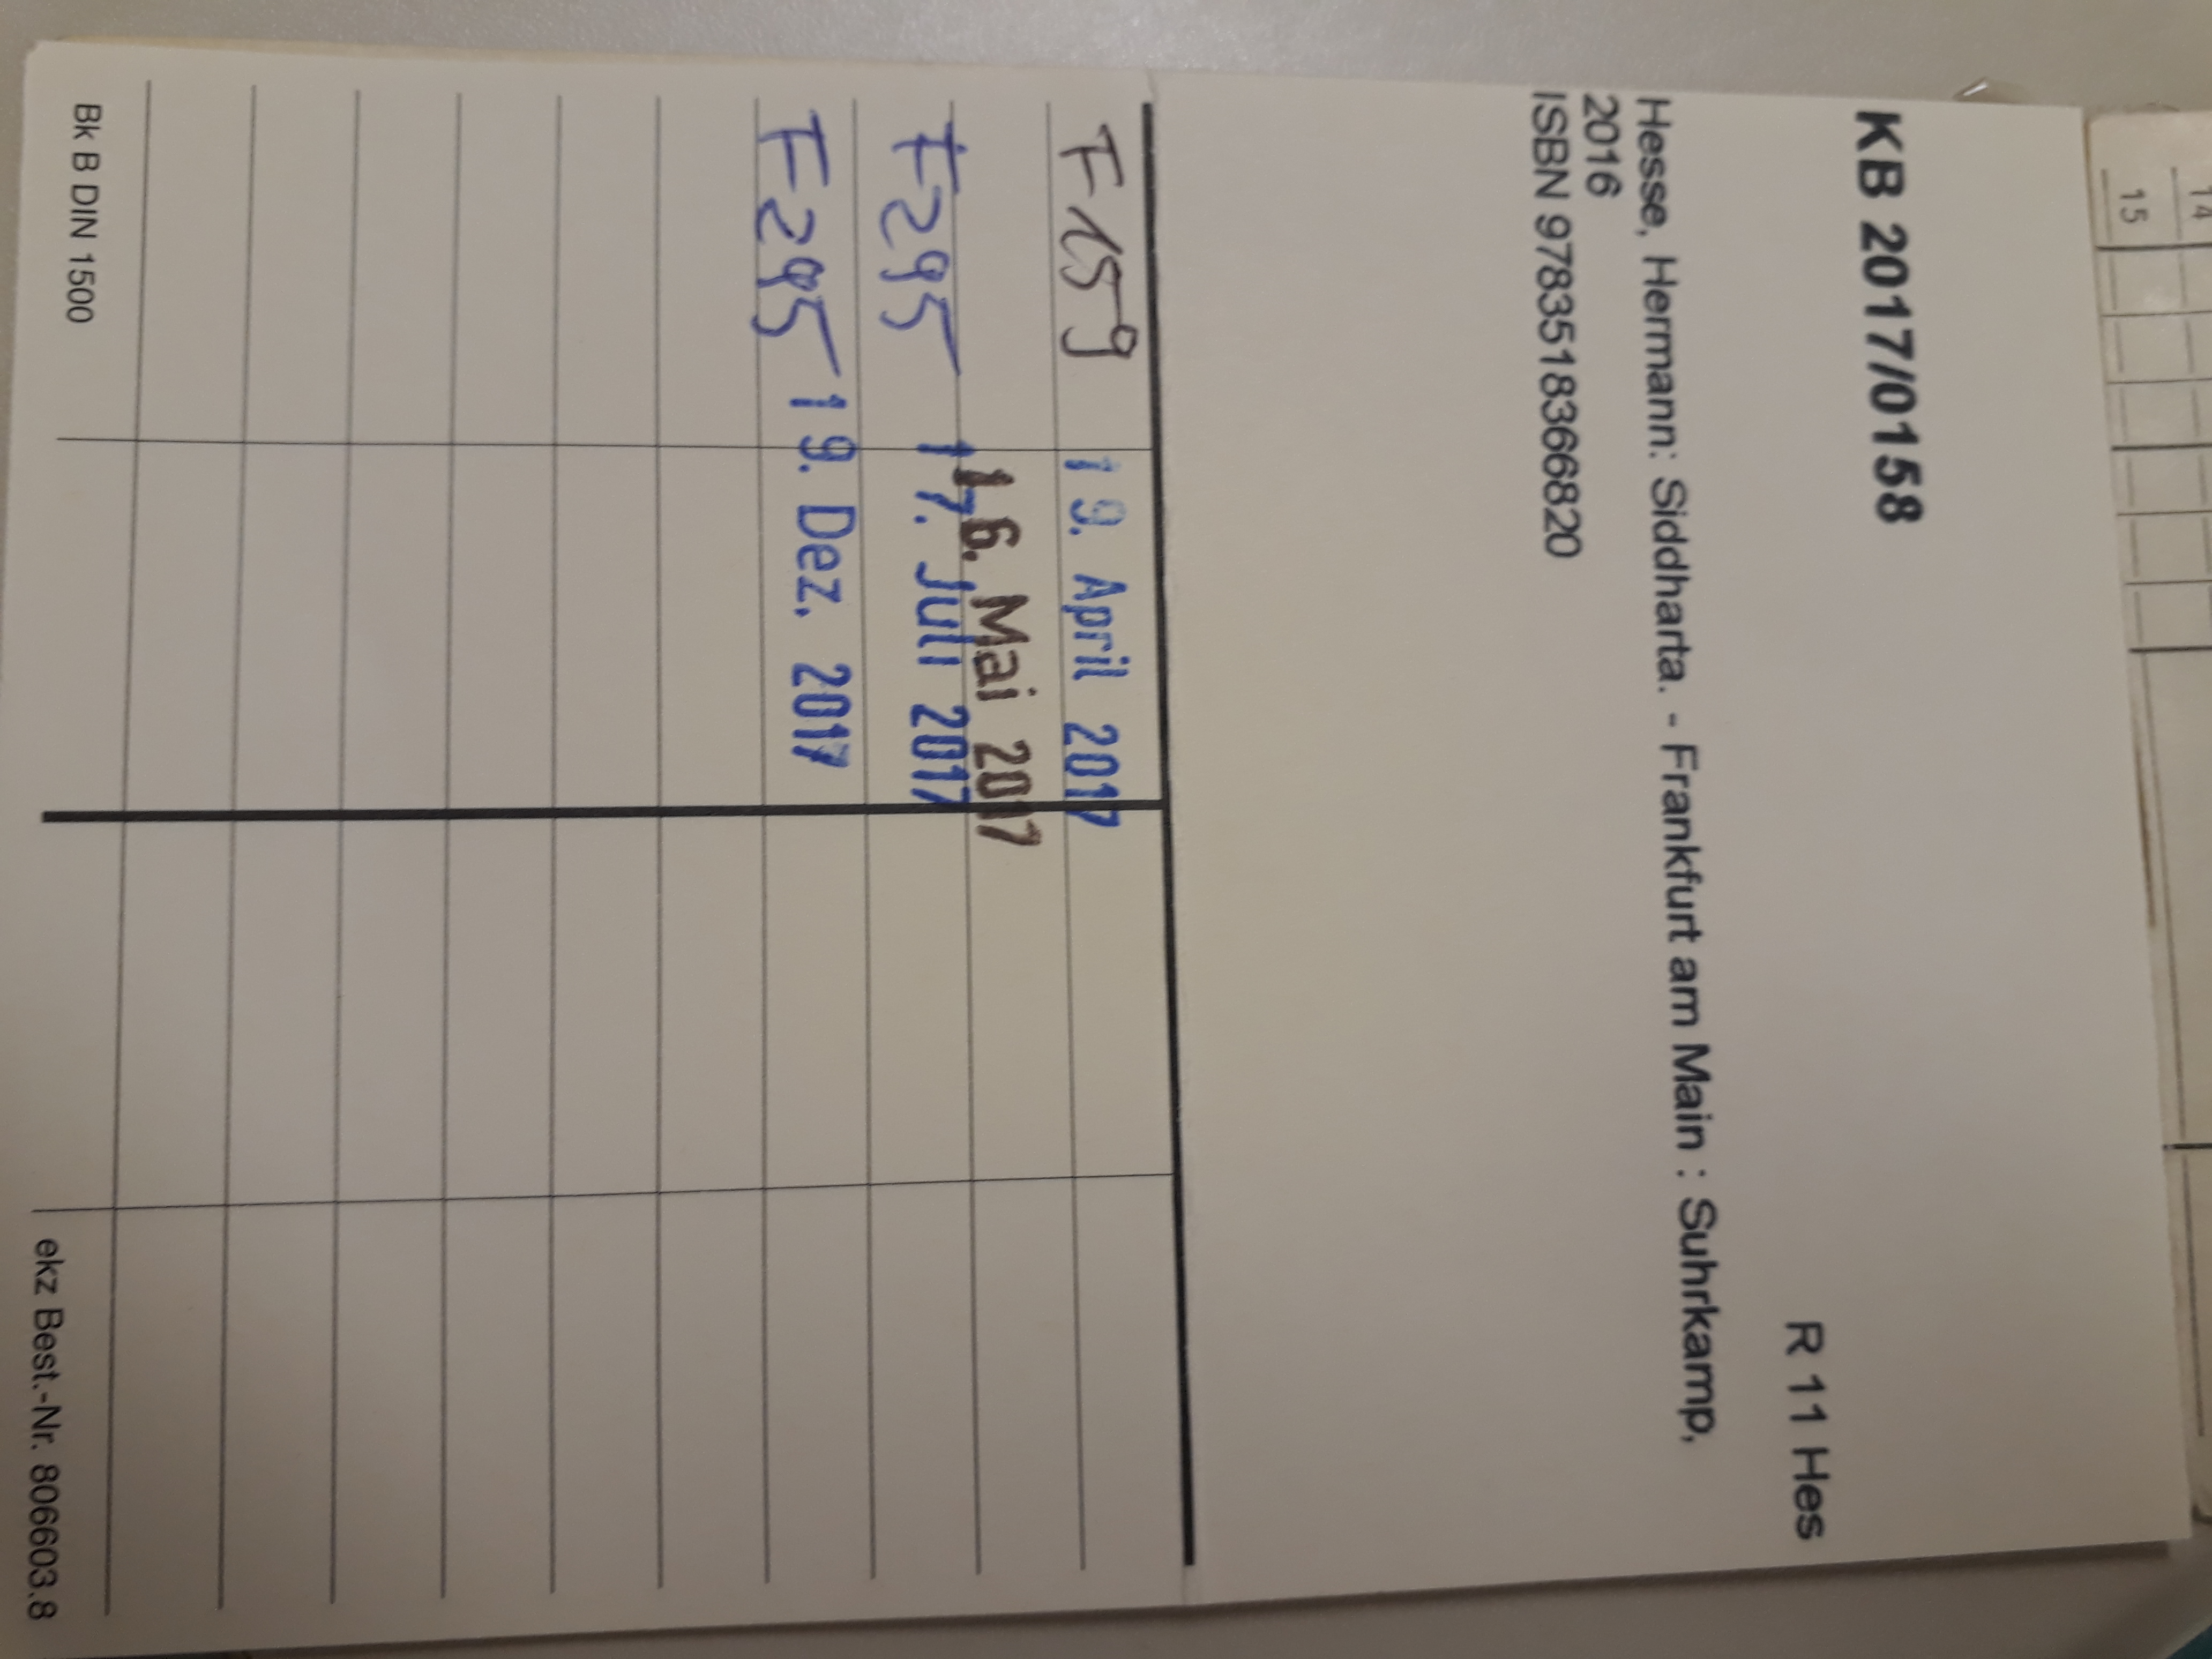 14
15
KB 2017/0158
R 11 Hes
Hesse, Hermann: Siddharta. - Frankfurt am Main : Suhrkamp,
2016
ISBN 9783518366820
F 159 19. April 2017
16. Mai 2017
F295 17. Juli 2017
F295 19. Dez. 2017
Bk B DIN 1500 ekz Best.-Nr. 806603.8